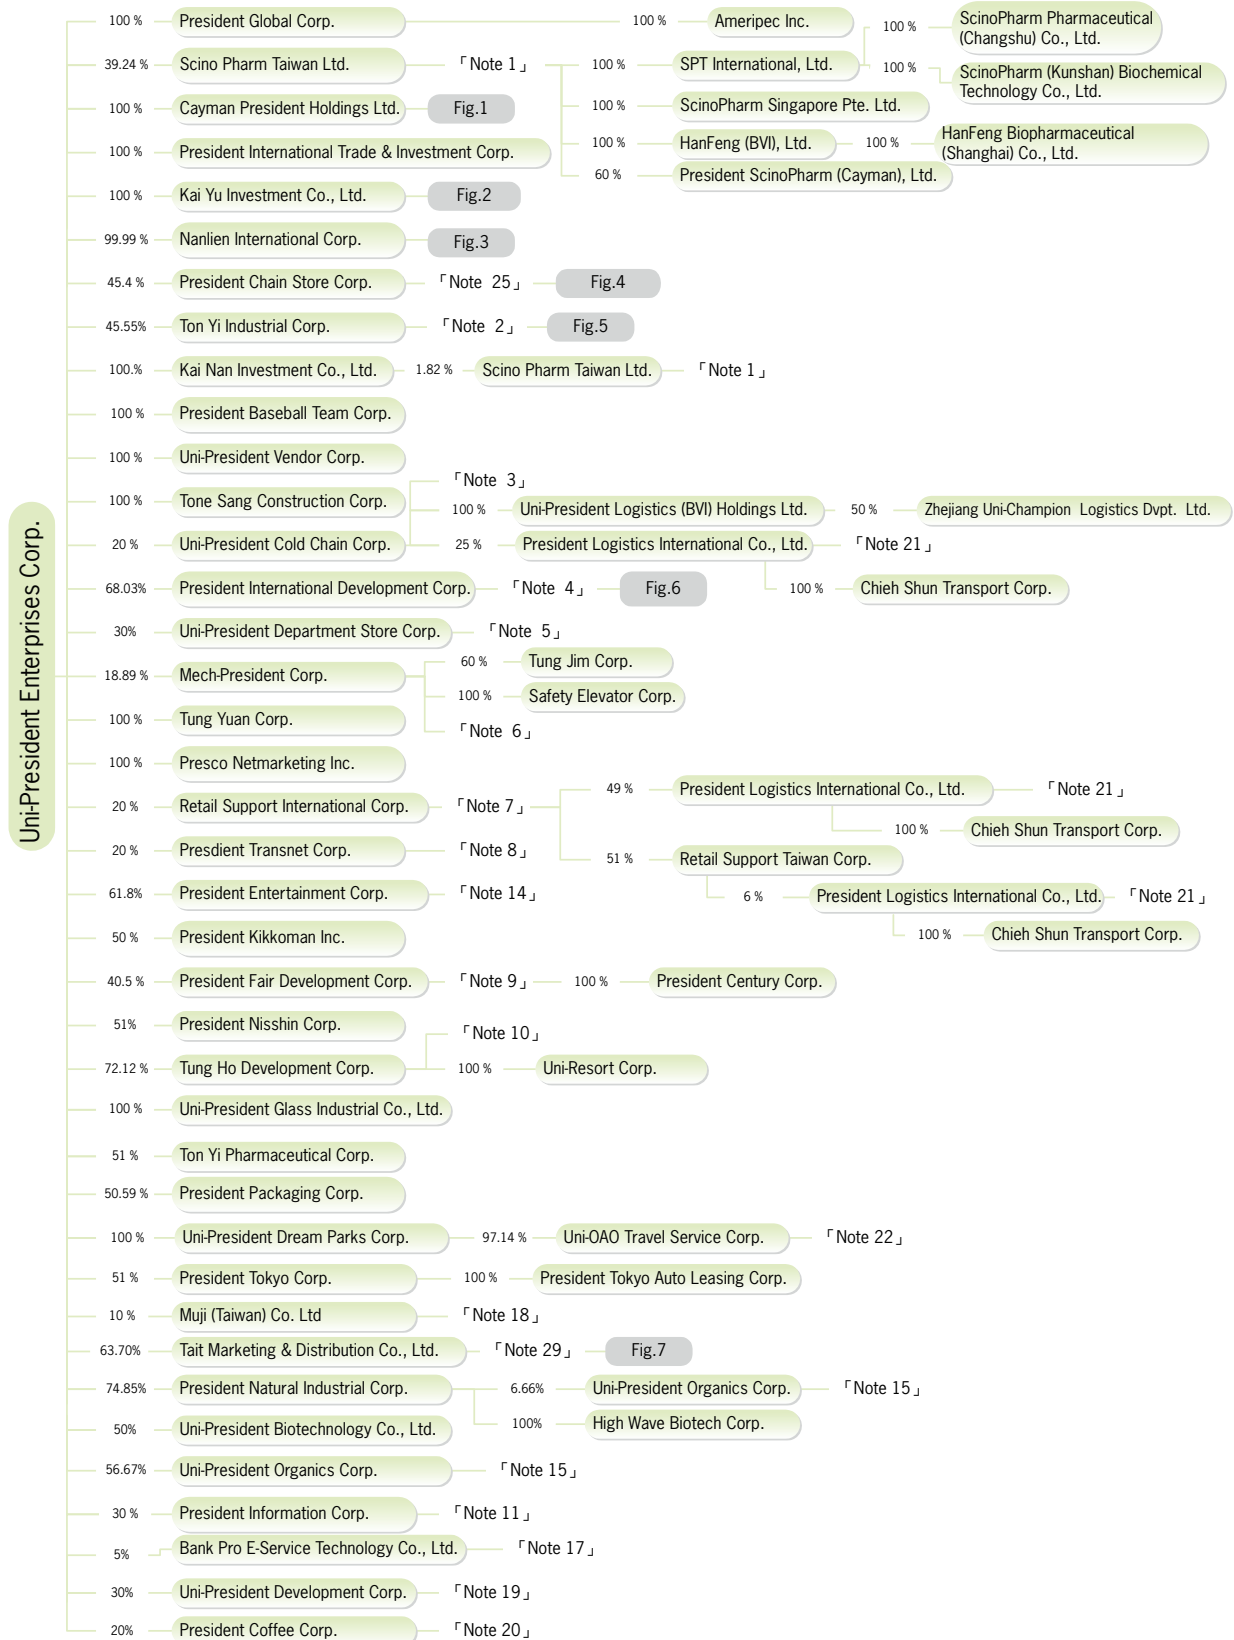 Uni-President Enterprises Corp.
100 % President Global Corp. 100 % Ameripec Inc.
100 % ScinoPharm Pharmaceutical
(Changshu) Co., Ltd.
39.24 % Scino Pharm Taiwan Ltd. 「Note 1」 100 % SPT International, Ltd.
100 % ScinoPharm (Kunshan) Biochemical
Technology Co., Ltd.
100 % Cayman President Holdings Ltd. Fig.1 100 % ScinoPharm Singapore Pte. Ltd.
100 % HanFeng (BVI), Ltd. 100 % HanFeng Biopharmaceutical
(Shanghai) Co., Ltd.
100 % President International Trade & Investment Corp.
60 % President ScinoPharm (Cayman), Ltd.
100 % Kai Yu Investment Co., Ltd. Fig.2
99.99 % Nanlien International Corp. Fig.3
45.4 % President Chain Store Corp. 「Note 25」 Fig.4
45.55% Ton Yi Industrial Corp. 「Note 2」 Fig.5
100.% Kai Nan Investment Co., Ltd. 1.82 % Scino Pharm Taiwan Ltd. 「Note 1」
100 % President Baseball Team Corp.
100 % Uni-President Vendor Corp.
「Note 3」
100 % Tone Sang Construction Corp.
100 % Uni-President Logistics (BVI) Holdings Ltd. 50 % Zhejiang Uni-Champion Logistics Dvpt. Ltd.
20 % Uni-President Cold Chain Corp. 25 % President Logistics International Co., Ltd. 「Note 21」
68.03% President International Development Corp. 「Note 4」 Fig.6 100 % Chieh Shun Transport Corp.
30% Uni-President Department Store Corp. 「Note 5」
60 % Tung Jim Corp.
18.89 % Mech-President Corp.
100 % Safety Elevator Corp.
100 % Tung Yuan Corp.
「Note 6」
100 % Presco Netmarketing Inc.
49 % President Logistics International Co., Ltd. 「Note 21」
20 % Retail Support International Corp. 「Note 7」
100 % Chieh Shun Transport Corp.
20 % Presdient Transnet Corp. 「Note 8」
51 % Retail Support Taiwan Corp.
61.8% President Entertainment Corp. 「Note 14」
6 % President Logistics International Co., Ltd. 「Note 21」
50 % President Kikkoman Inc. 100 % Chieh Shun Transport Corp.
40.5 % President Fair Development Corp. 「Note 9」 100 % President Century Corp.
51% President Nisshin Corp.
「Note 10」
72.12 % Tung Ho Development Corp. 100 % Uni-Resort Corp.
100 % Uni-President Glass Industrial Co., Ltd.
51 % Ton Yi Pharmaceutical Corp.
50.59 % President Packaging Corp.
100 % Uni-President Dream Parks Corp. 97.14 % Uni-OAO Travel Service Corp. 「Note 22」
51 % President Tokyo Corp. 100 % President Tokyo Auto Leasing Corp.
10 % Muji (Taiwan) Co. Ltd 「Note 18」
63.70% Tait Marketing & Distribution Co., Ltd. 「Note 29」 Fig.7
74.85% President Natural Industrial Corp. 6.66% Uni-President Organics Corp. 「Note 15」
100% High Wave Biotech Corp.
50% Uni-President Biotechnology Co., Ltd.
56.67% Uni-President Organics Corp. 「Note 15」
30 % President Information Corp. 「Note 11」
5% Bank Pro E-Service Technology Co., Ltd. 「Note 17」
30% Uni-President Development Corp. 「Note 19」
20% President Coffee Corp. 「Note 20」